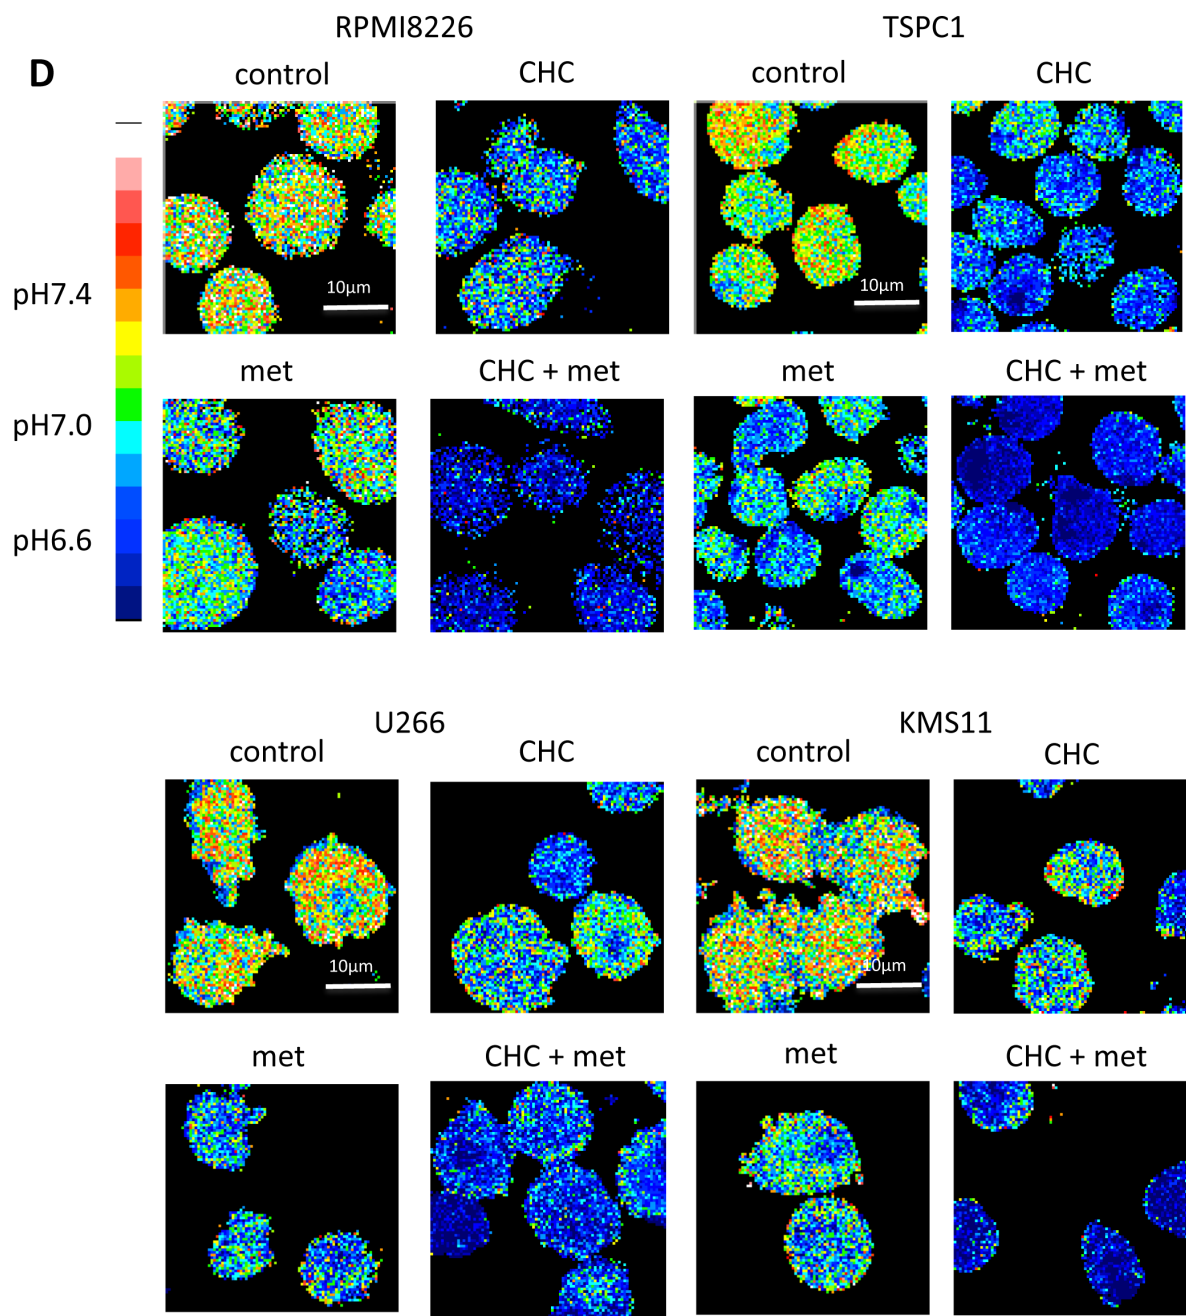 RPMI8226 TSPC1
D control CHC control CHC
pH7.4
10µm 10µm
met CHC + met met CHC + met
pH7.0
pH6.6
U266 KMS11
control CHC control CHC
10µm 10µm
met CHC + met met CHC + met